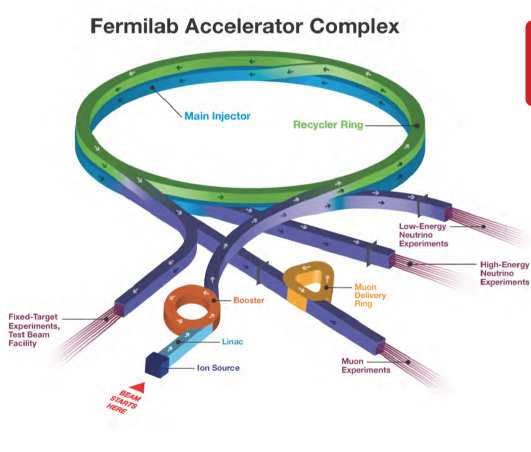 Fermilab Accelerator Complex
Main Injector
Recycler Ring
Low-Energy
Neutrino
Experiments
High-Energy
Neutrino
Experiments
Muon
Delivery
Ring
Booster
Fixed-Target
Experiments,
Test Beam
Facility
Linac
Ion Source
Muon
Experiments
BEAM
STARTS
HERE